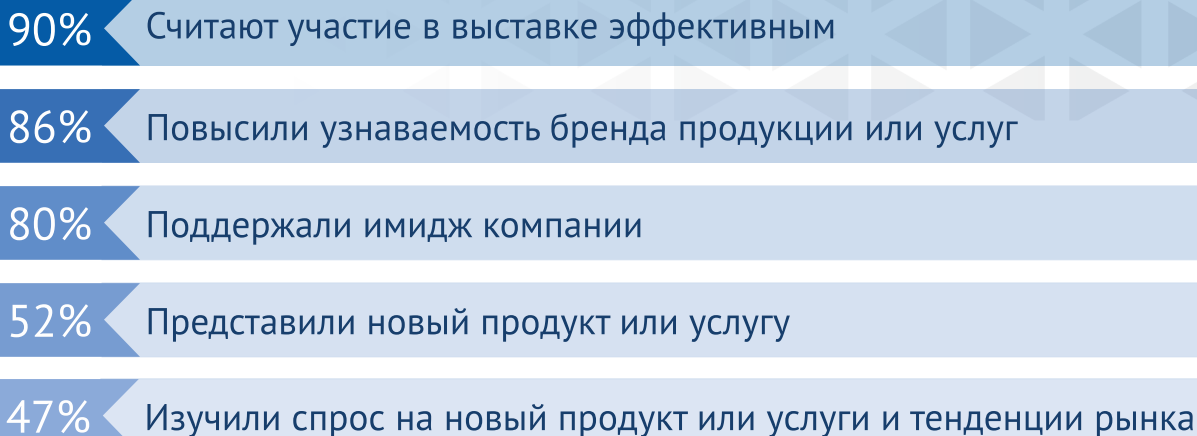 90% Считают участие в выставке эффективным
86% Повысили узнаваемость бренда продукции или услуг
80% Поддержали имидж компании
52% Представили новый продукт или услугу
47% Изучили спрос на новый продукт или услуги и тенденции рынка